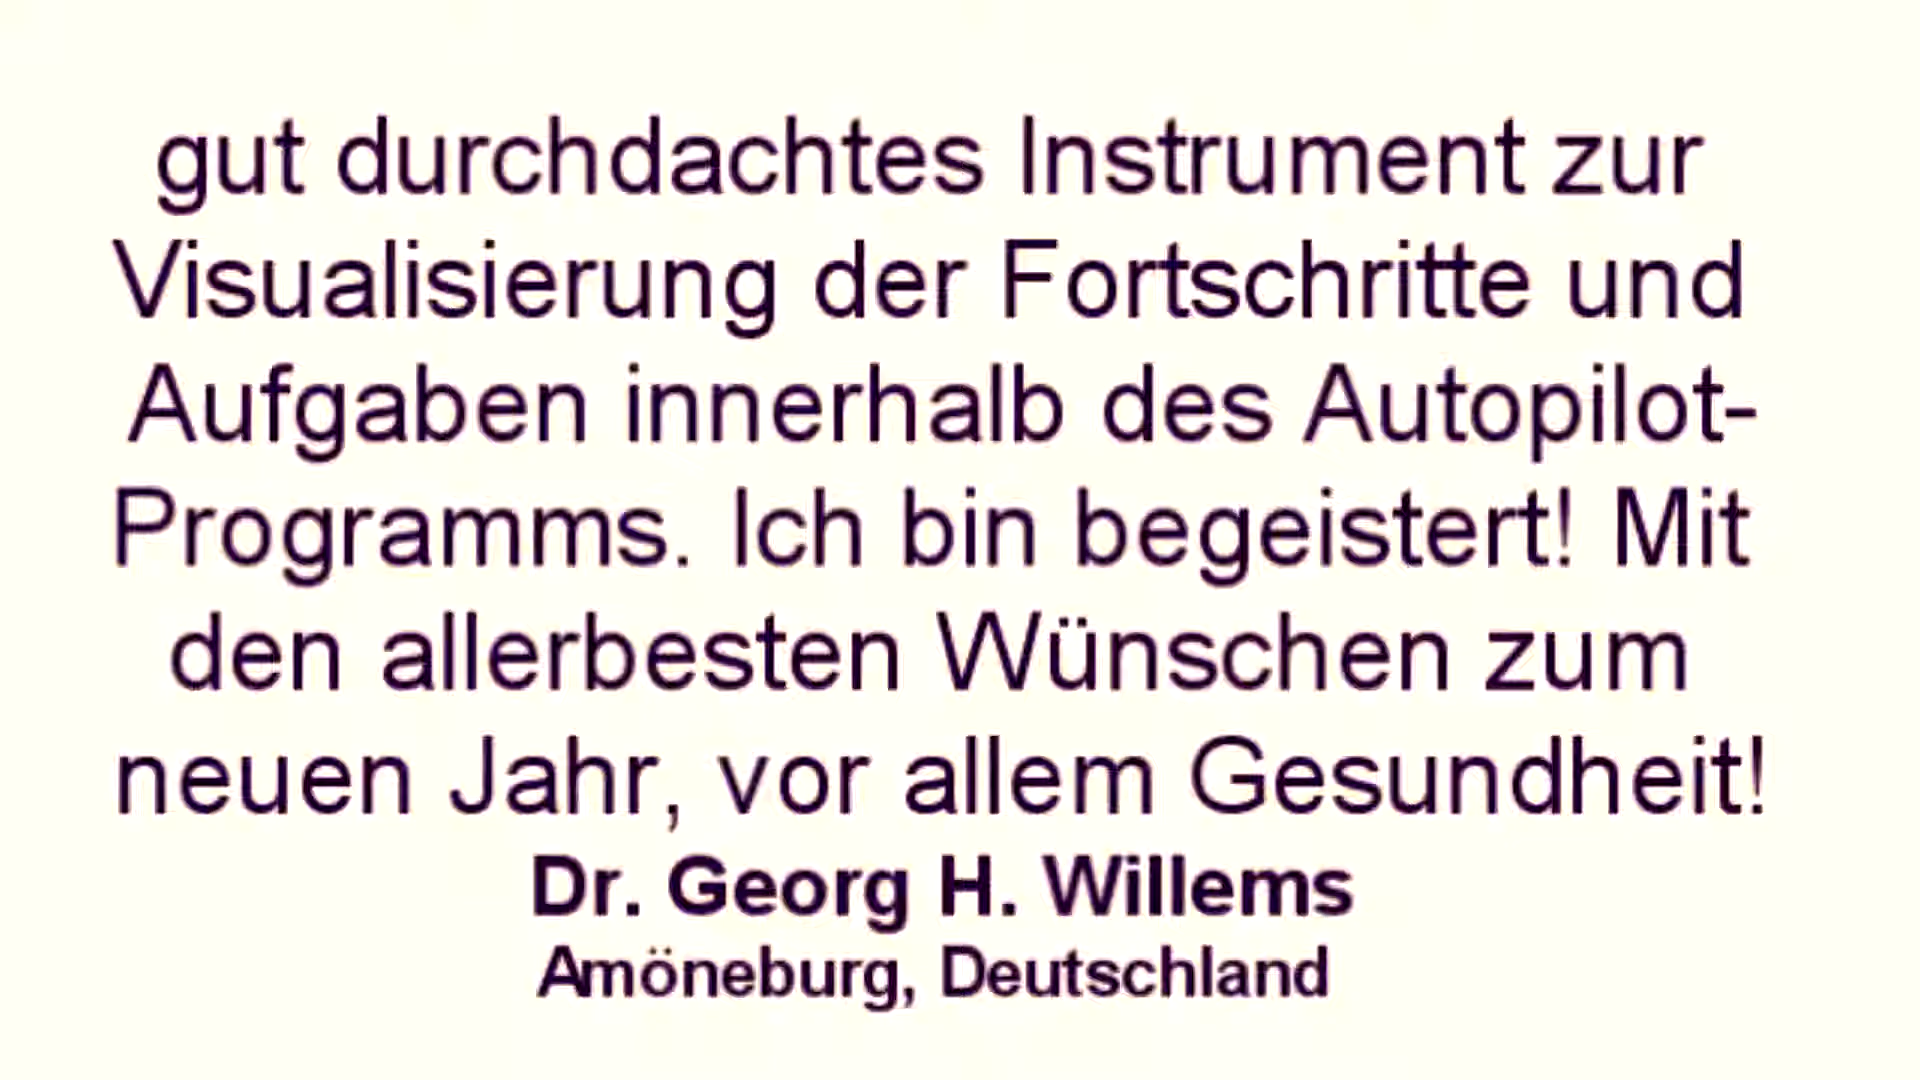 gut durchdachtes Instrument zur
Visualisierung der Fortschritte und
Aufgaben innerhalb des Autopilot-
Programms. Ich bin begeistert! Mit
den allerbesten Wünschen zum
neuen Jahr, vor allem Gesundheit!
Dr. Georg H. Willems
Amöneburg, Deutschland